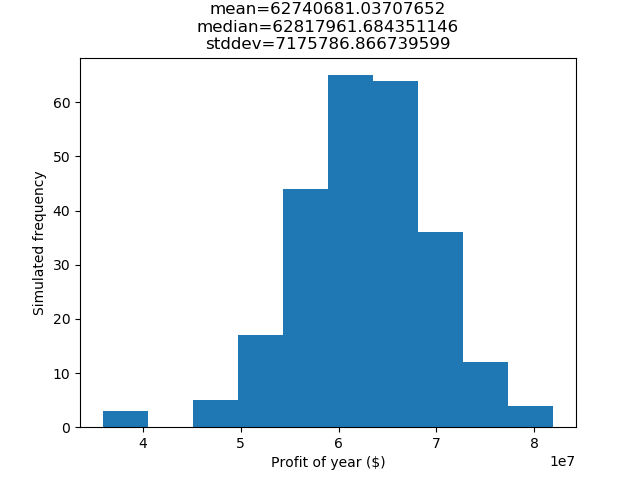 mean=62740681.03707652
median=62817961.684351146
stddev=7175786.866739599
60
50
40
30
20
10
0
Simulated frequency
4
5
6
7
8
1e7
Profit of year ($)